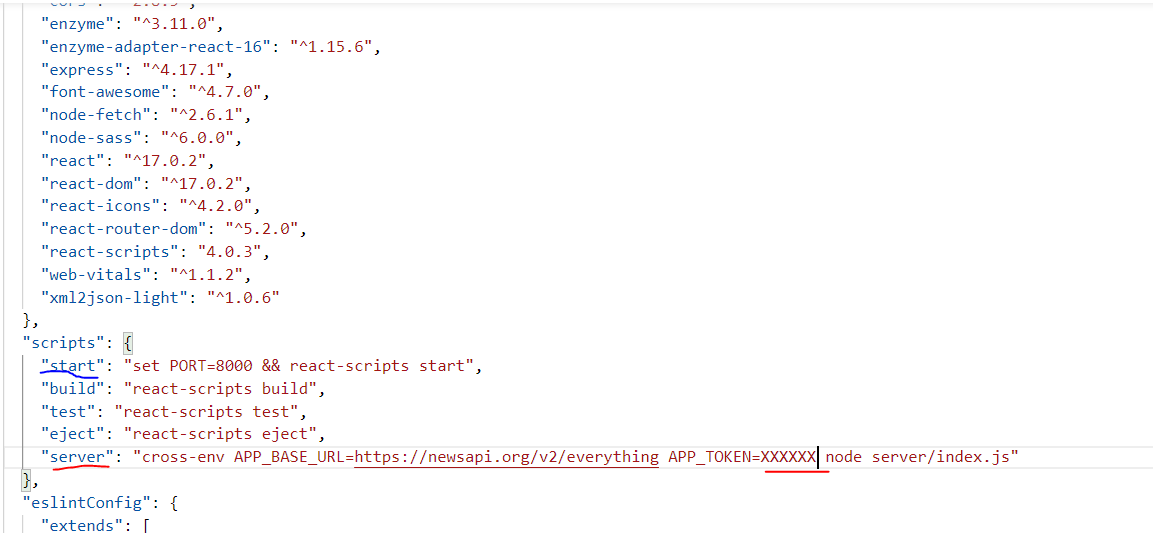 "enzyme": "^3.11.0",
"enzyme-adapter-react-16": "^1.15.6",
"express": "^4.17.1",
"font-awesome": "^4.7.0",
"node-fetch": "^2.6.1",
"node-sass": "^6.0.0",
"react": "^17.0.2",
"react-dom": "^17.0.2",
"react-icons": "^4.2.0",
"react-router-dom": "^5.2.0",
"react-scripts": "4.0.3",
"web-vitals": "^1.1.2",
"xml2json-light": "^1.0.6"
},
"scripts": {
"start": "set PORT=8000 && react-scripts start",
"build": "react-scripts build",
"test": "react-scripts test",
"eject": "react-scripts eject",
"server": "cross-env APP_BASE_URL=https://newsapi.org/v2/everything APP_TOKEN=XXXXXX node server/index.js"
},
"eslintConfig": {
"extends": [